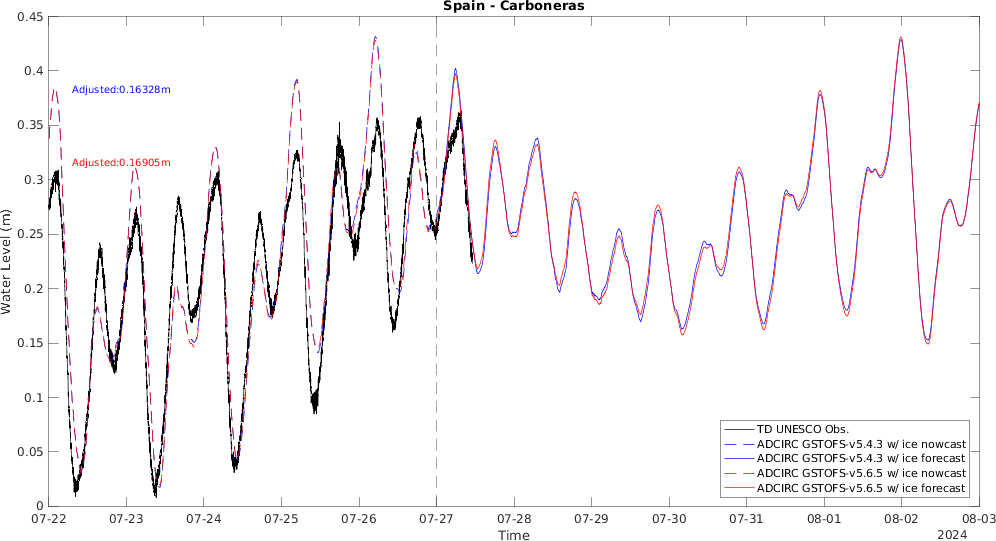 Spain - Carboneras
0.45
0.4
0.35
0.3
0.25
0.2
0.15
0.1
0.05
0
Water Level (m)
Adjusted:0.16328m
Adjusted:0.16905m
TD UNESCO Obs.
ADCIRC GSTOFS-v5.4.3 w/ ice nowcast
ADCIRC GSTOFS-v5.4.3 w/ ice forecast
ADCIRC GSTOFS-v5.6.5 w/ ice nowcast
ADCIRC GSTOFS-v5.6.5 w/ ice forecast
07-22 07-23 07-24 07-25 07-26 07-27 07-28 07-29 07-30 07-31 08-01 08-02 08-03
Time
2024